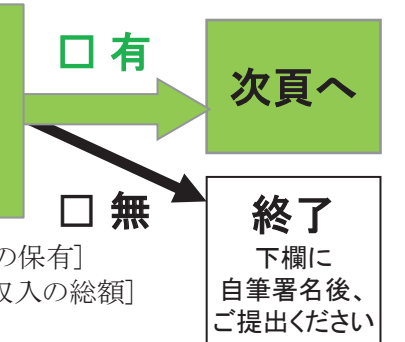 □ 有
次頁へ
□ 無
の保有]
収入の総額]
終了
下欄に
自筆署名後、
ご提出ください